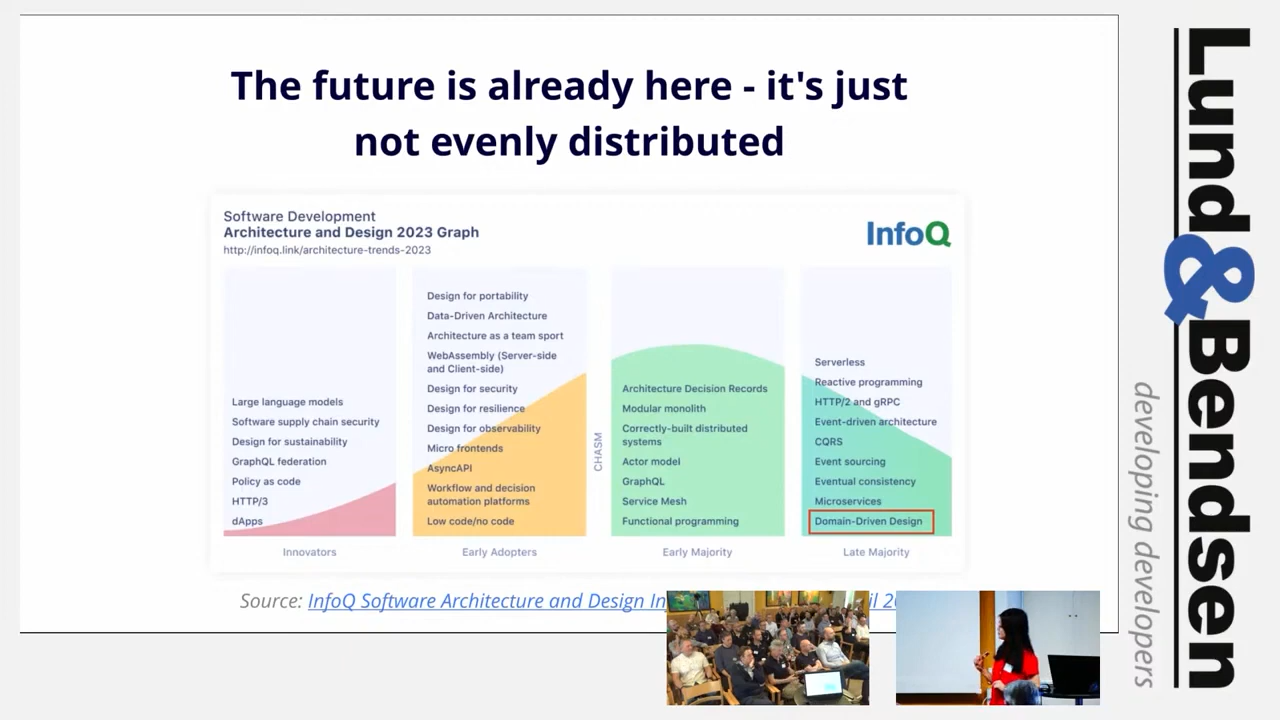 The future is already here - it's just
not evenly distributed
Software Development
Architecture and Design 2023 Graph
http://infoq.link/architecture-trends-2023
InfoQ
Large language models
Software supply chain security
Design for sustainability
GraphQL federation
Policy as code
HTTP/3
dApps
Innovators
Design for portability
Data-Driven Architecture
Architecture as a team sport
WebAssembly (Server-side
and Client-side)
Design for security
Design for resilience
Design for observability
Micro frontends
AsyncAPI
Workflow and decision
automation platforms
Low code/no code
Early Adopters
CHASM
Architecture Decision Records
Modular monolith
Correctly-built distributed
systems
Actor model
GraphQL
Service Mesh
Functional programming
Early Majority
Serverless
Reactive programming
HTTP/2 and gRPC
Event-driven architecture
CQRS
Event sourcing
Eventual consistency
Microservices
Domain-Driven Design
Late Majority
Source: InfoQ Software Architecture and Design
Lund&Bendsen
developing developers